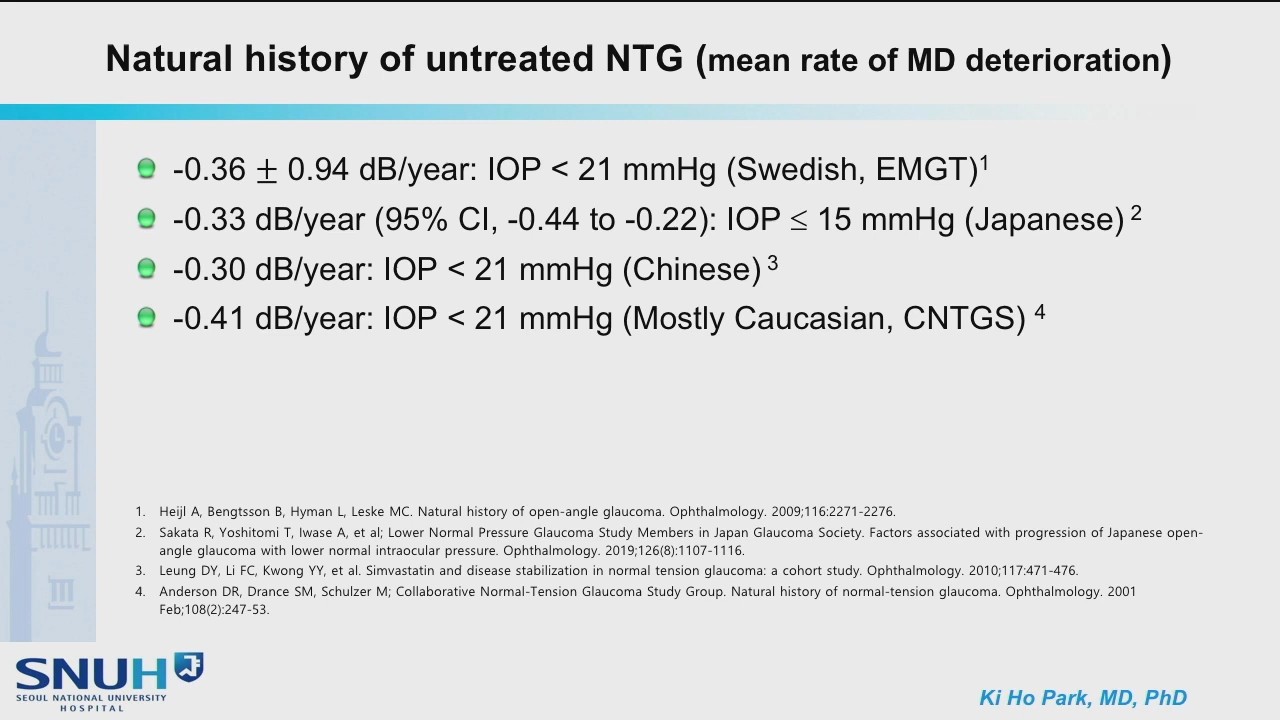 Natural history of untreated NTG (mean rate of MD deterioration)
-0.36 ± 0.94 dB/year: IOP < 21 mmHg (Swedish, EMGT)1
-0.33 dB/year (95% CI, -0.44 to -0.22): IOP ≤ 15 mmHg (Japanese) 2
-0.30 dB/year: IOP < 21 mmHg (Chinese) 3
-0.41 dB/year: IOP < 21 mmHg (Mostly Caucasian, CNTGS) 4
1. Heijl A, Bengtsson B, Hyman L, Leske MC. Natural history of open-angle glaucoma. Ophthalmology. 2009;116:2271-2276.
2. Sakata R, Yoshitomi T, Iwase A, et al; Lower Normal Pressure Glaucoma Study Members in Japan Glaucoma Society. Factors associated with progression of Japanese open-
angle glaucoma with lower normal intraocular pressure. Ophthalmology. 2019;126(8):1107-1116.
3. Leung DY, Li FC, Kwong YY, et al. Simvastatin and disease stabilization in normal tension glaucoma: a cohort study. Ophthalmology. 2010;117:471-476.
4. Anderson DR, Drance SM, Schulzer M; Collaborative Normal-Tension Glaucoma Study Group. Natural history of normal-tension glaucoma. Ophthalmology. 2001
Feb;108(2):247-53.
SNUH
SEOUL NATIONAL UNIVERSITY
HOSPITAL
Ki Ho Park, MD, PhD